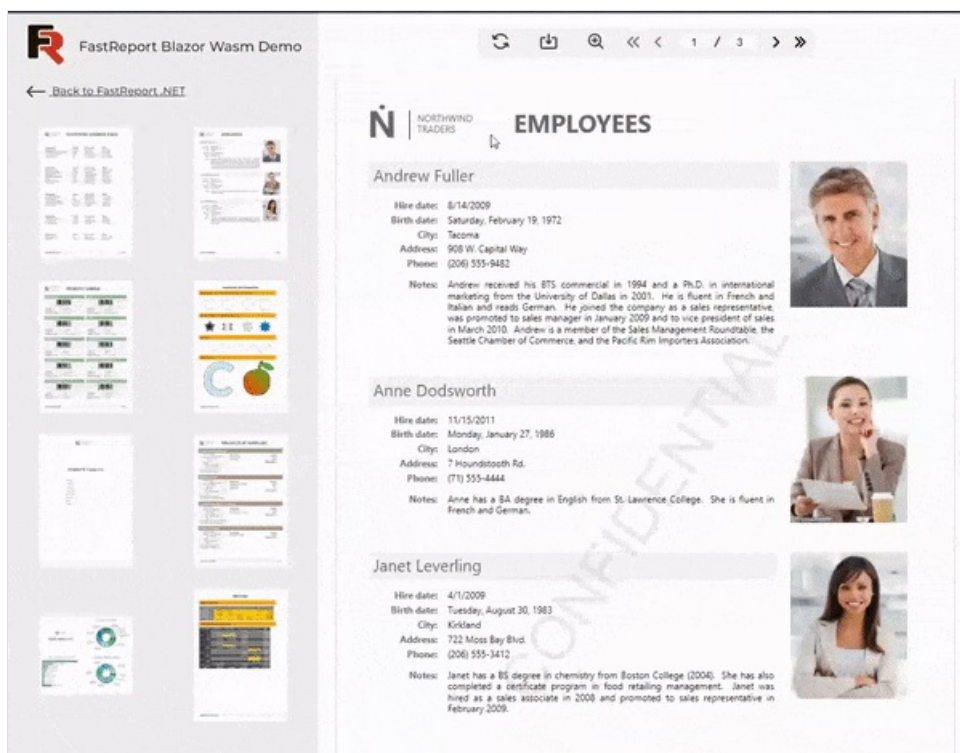 FastReport Blazor Wasm Demo
Back to FastReport .NET
1 / 3
NORTHWIND
TRADERS
EMPLOYEES
Andrew Fuller
Hire date: 8/14/2009
Birth date: Saturday, February 19, 1972
City: Tacoma
Address: 908 W. Capital Way
Phone: (206) 555-9482
Notes: Andrew received his BTS commercial in 1994 and a Ph.D. in international
marketing from the University of Dallas in 2001. He is fluent in French and
Italian and reads German. He joined the company as a sales representative,
was promoted to sales manager in January 2009 and to vice president of sales
in March 2010. Andrew is a member of the Sales Management Roundtable, the
Seattle Chamber of Commerce, and the Pacific Rim Importers Association.
Anne Dodsworth
Hire date: 11/15/2011
Birth date: Monday, January 27, 1986
City: London
Address: 7 Houndstooth Rd.
Phone: (71) 555-4444
Notes: Anne has a BA degree in English from St. Lawrence College. She is fluent in
French and German.
CONFIDENTIAL
Janet Leverling
Hire date: 4/1/2009
Birth date: Tuesday, August 30, 1983
City: Kirkland
Address: 722 Moss Bay Blvd.
Phone: (206) 555-3412
Notes: Janet has a BS degree in chemistry from Boston College (2004). She has also
completed a certificate program in food retailing management. Janet was
hired as a sales associate in 2008 and promoted to sales representative in
February 2009.